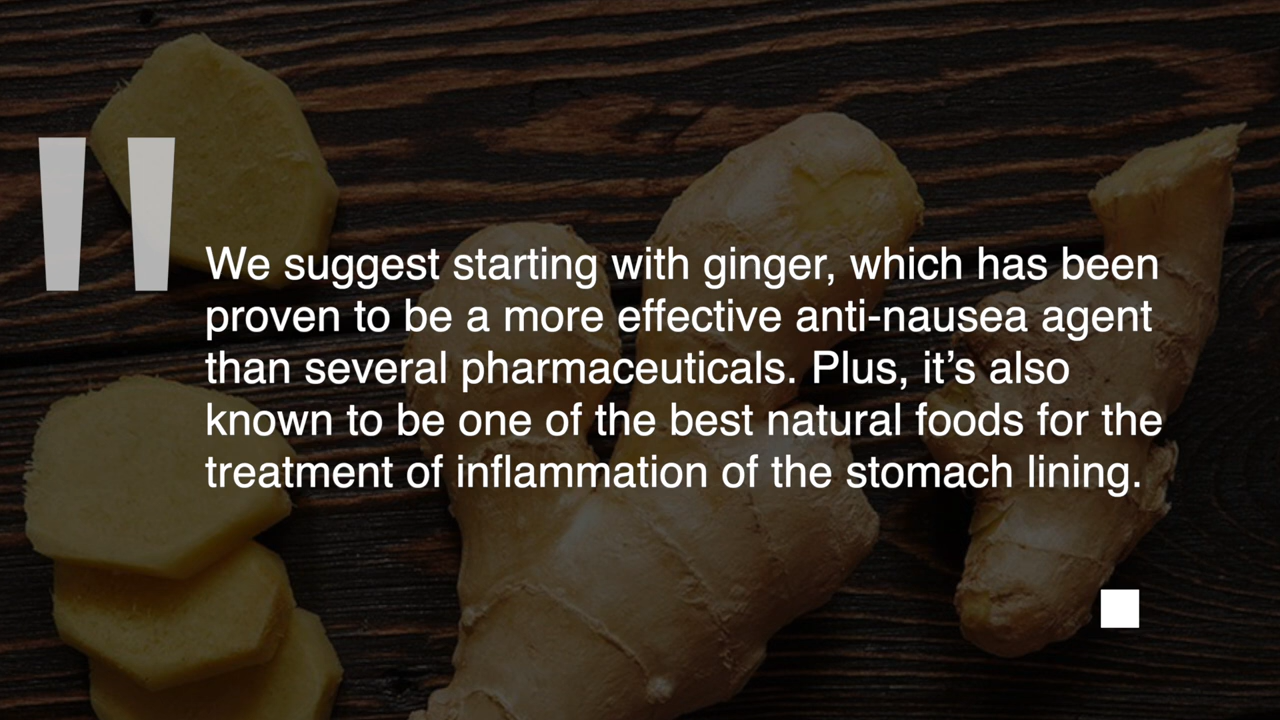 "
We suggest starting with ginger, which has been
proven to be a more effective anti-nausea agent
than several pharmaceuticals. Plus, it’s also
known to be one of the best natural foods for the
treatment of inflammation of the stomach lining.